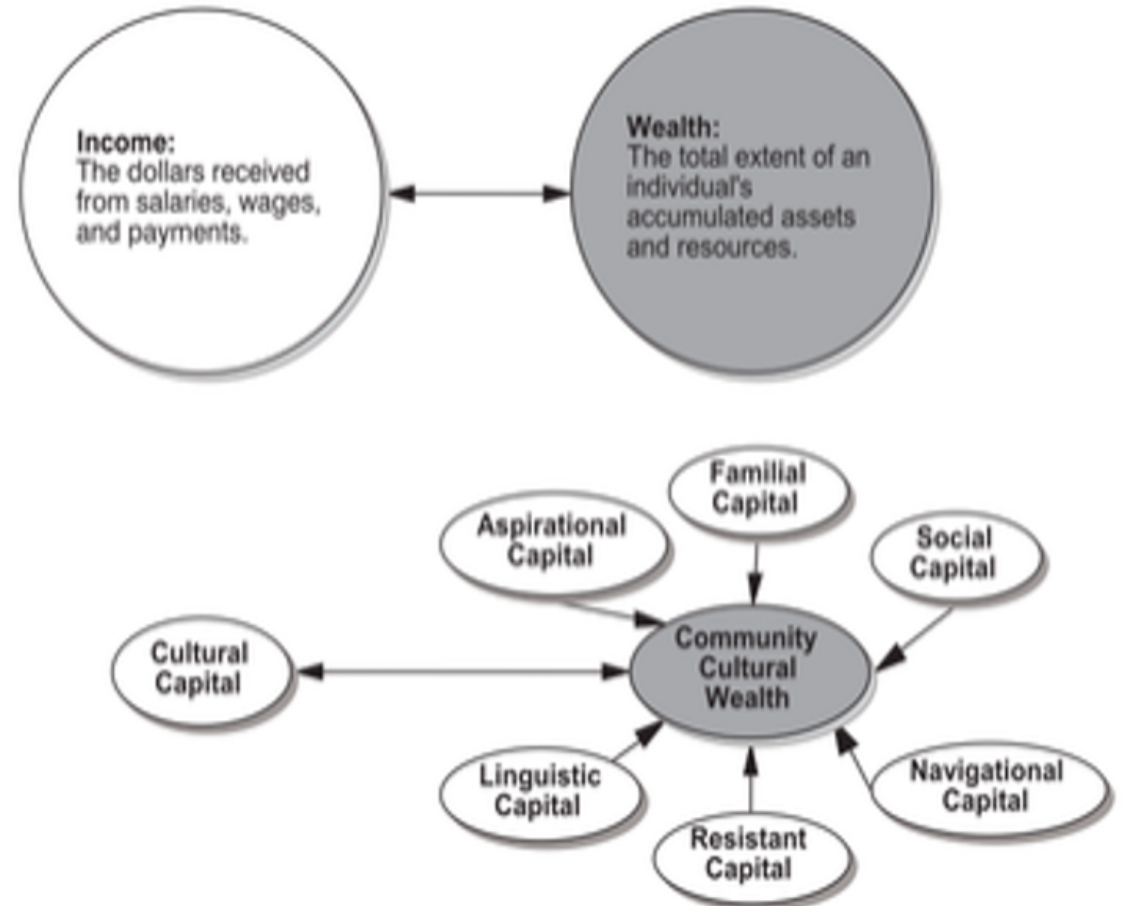 Income:
The dollars received
from salaries, wages,
and payments.
Wealth:
The total extent of an
individual's
accumulated assets
and resources.
Familial
Capital
Aspirational
Capital
Social
Capital
Cultural
Capital
Community
Cultural
Wealth
Linguistic
Capital
Navigational
Capital
Resistant
Capital